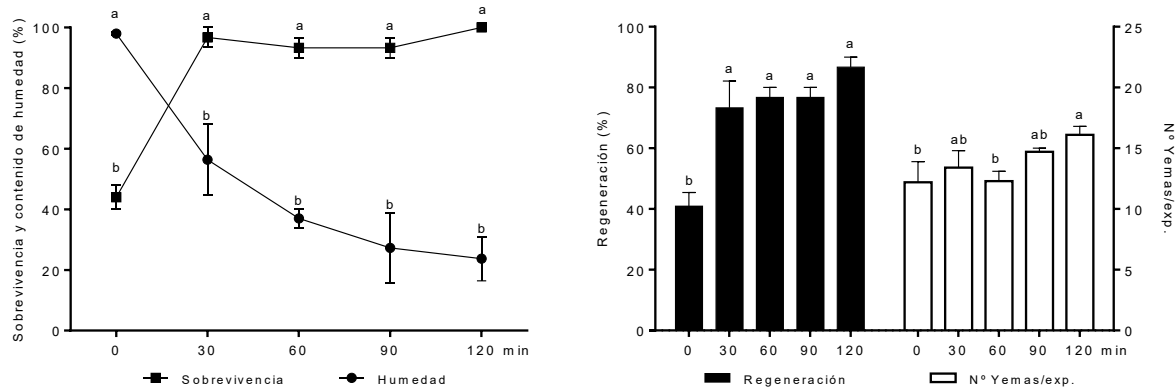 Sobrevivencia y contenido de humedad (%)
100
80
60
40
20
0
a
a
a
a
a
b
b
b
b
b
0 30 60 90 120 min
Sobrevivencia Humedad
Regeneración (%)
100
80
60
40
20
0
b
a
a
a
a
b
ab
b
ab
a
25
20
15
10
5
0
Nº Yemas/exp.
0 30 60 90 120 0 30 60 90 120 min
Regeneración Nº Yemas/exp.